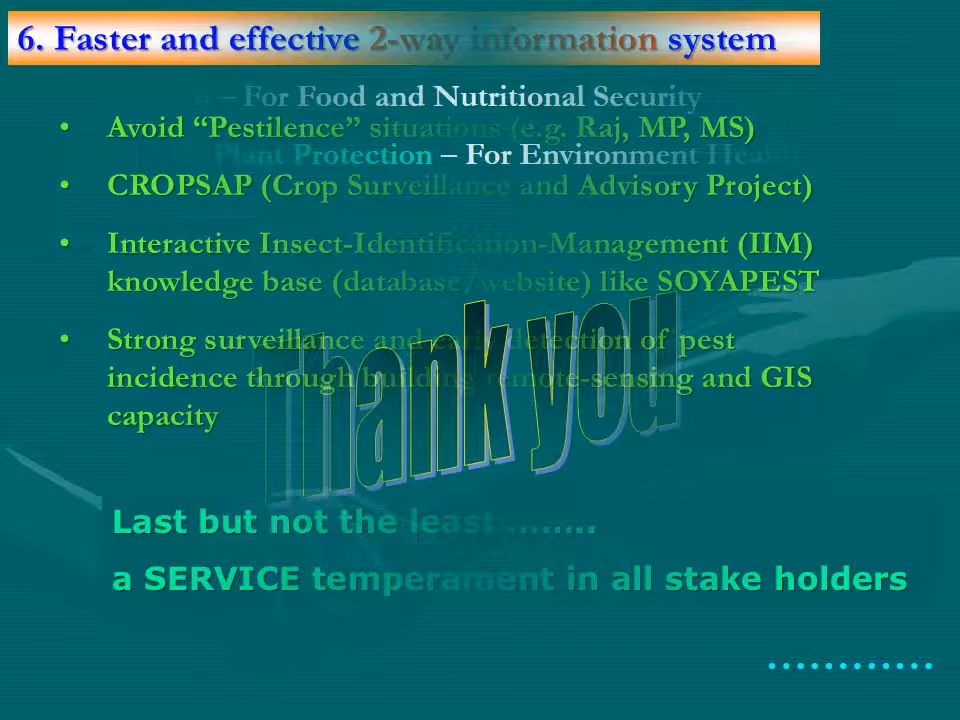 6. Faster and effective 2-way information system
– For Food and Nutritional Security
• Avoid “Pestilence” situations (e.g. Raj, MP, MS)
Plant Protection – For Environment Health
• CROPSAP (Crop Surveillance and Advisory Project)
• Interactive Insect-Identification-Management (IIM)
knowledge base (database/website) like SOYAPEST
• Strong surveillance and early detection of pest
incidence through building remote-sensing and GIS
capacity
Thank you
Last but not the least ........
a SERVICE temperament in all stake holders
............